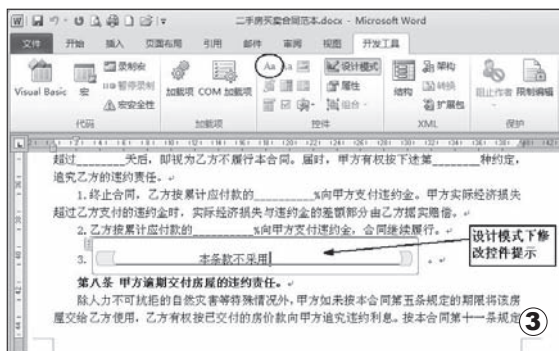 二手房买卖合同范本.docx - Microsoft Word
文件 开始 插入 页面布局 引用 邮件 审阅 视图 开发工具
Visual Basic 宏 录制宏 暂停录制 宏安全性 加载项 COM 加载项 Aa Aa 设计模式 属性 组合 结构 架构 扩展包 阻止作者 限制编辑
代码 加载项 控件 XML 保护
超过________天后，即视为乙方不履行本合同。届时，甲方有权按下述第________种约定，
追究乙方的违约责任。
1.终止合同，乙方按累计应付款的________%向甲方支付违约金。甲方实际经济损失
超过乙方支付的违约金时，实际经济损失与违约金的差额部分由乙方据实赔偿。
2.乙方按累计应付款的________%向甲方支付违约金，合同继续履行。
3. 本条款不采用 。
设计模式下修
改控件提示
第八条 甲方逾期交付房屋的违约责任。
除人力不可抗拒的自然灾害等特殊情况外，甲方如未按本合同第五条规定的期限将该房
屋交给乙方使用，乙方有权按已交付的房价款向甲方追究违约利息。按本合同第十一条规定
③